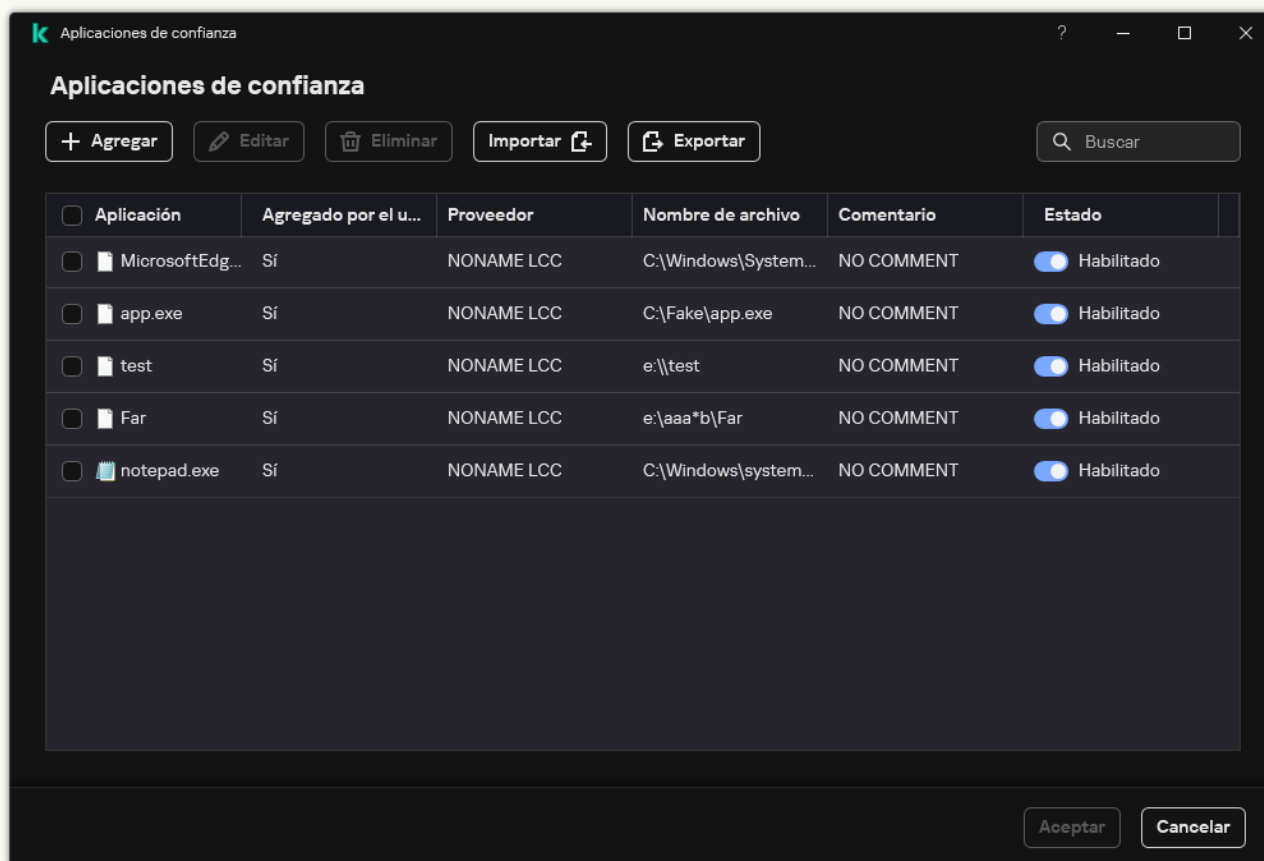 Aplicaciones de confianza
?
Aplicaciones de confianza
Agregar Editar Eliminar Importar Exportar Buscar
Aplicación Agregado por el u... Proveedor Nombre de archivo Comentario Estado
MicrosoftEdg... Sí NONAME LCC C:\Windows\System... NO COMMENT Habilitado
app.exe Sí NONAME LCC C:\Fake\app.exe NO COMMENT Habilitado
test Sí NONAME LCC e:\\test NO COMMENT Habilitado
Far Sí NONAME LCC e:\aaa*b\Far NO COMMENT Habilitado
notepad.exe Sí NONAME LCC C:\Windows\system... NO COMMENT Habilitado
Aceptar Cancelar